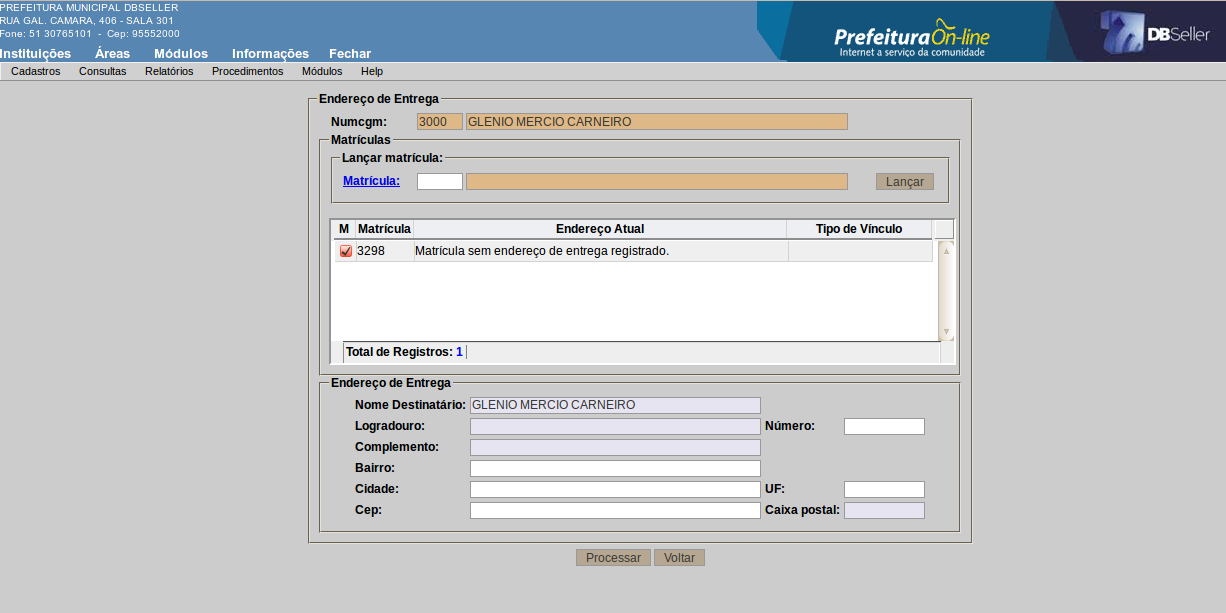 PREFEITURA MUNICIPAL DBSELLER
RUA GAL. CAMARA, 406 - SALA 301
Fone: 51 30765101 - Cep: 95552000
Prefeitura On-line
Internet a serviço da comunidade
DBSeller
Instituições Áreas Módulos Informações Fechar
Cadastros Consultas Relatórios Procedimentos Módulos Help
Endereço de Entrega
Numcgm: 3000 GLENIO MERCIO CARNEIRO
Matrículas
Lançar matrícula:
Matrícula: Lançar
M Matrícula Endereço Atual Tipo de Vínculo
3298 Matrícula sem endereço de entrega registrado.
Total de Registros: 1
Endereço de Entrega
Nome Destinatário: GLENIO MERCIO CARNEIRO
Logradouro: Número:
Complemento:
Bairro:
Cidade: UF:
Cep: Caixa postal:
Processar Voltar